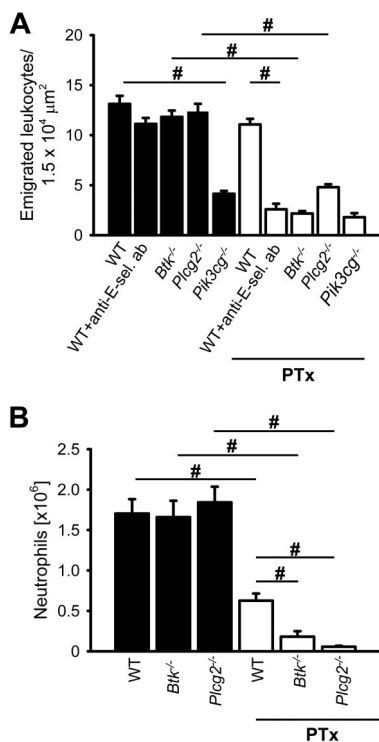 A
Emigrated leukocytes/
1.5 x 10⁴ µm²
20
15
10
5
0
# # # #
WT
WT+anti-E-sel. ab
Btk-/-
Plcg2-/-
Pik3cg-/-
WT
WT+anti-E-sel. ab
Btk-/-
Plcg2-/-
Pik3cg-/-
PTx
B
Neutrophils [x10⁶]
2.5
2.0
1.5
1.0
0.5
0
# # # # #
WT
Btk-/-
Plcg2-/-
WT
Btk-/-
Plcg2-/-
PTx